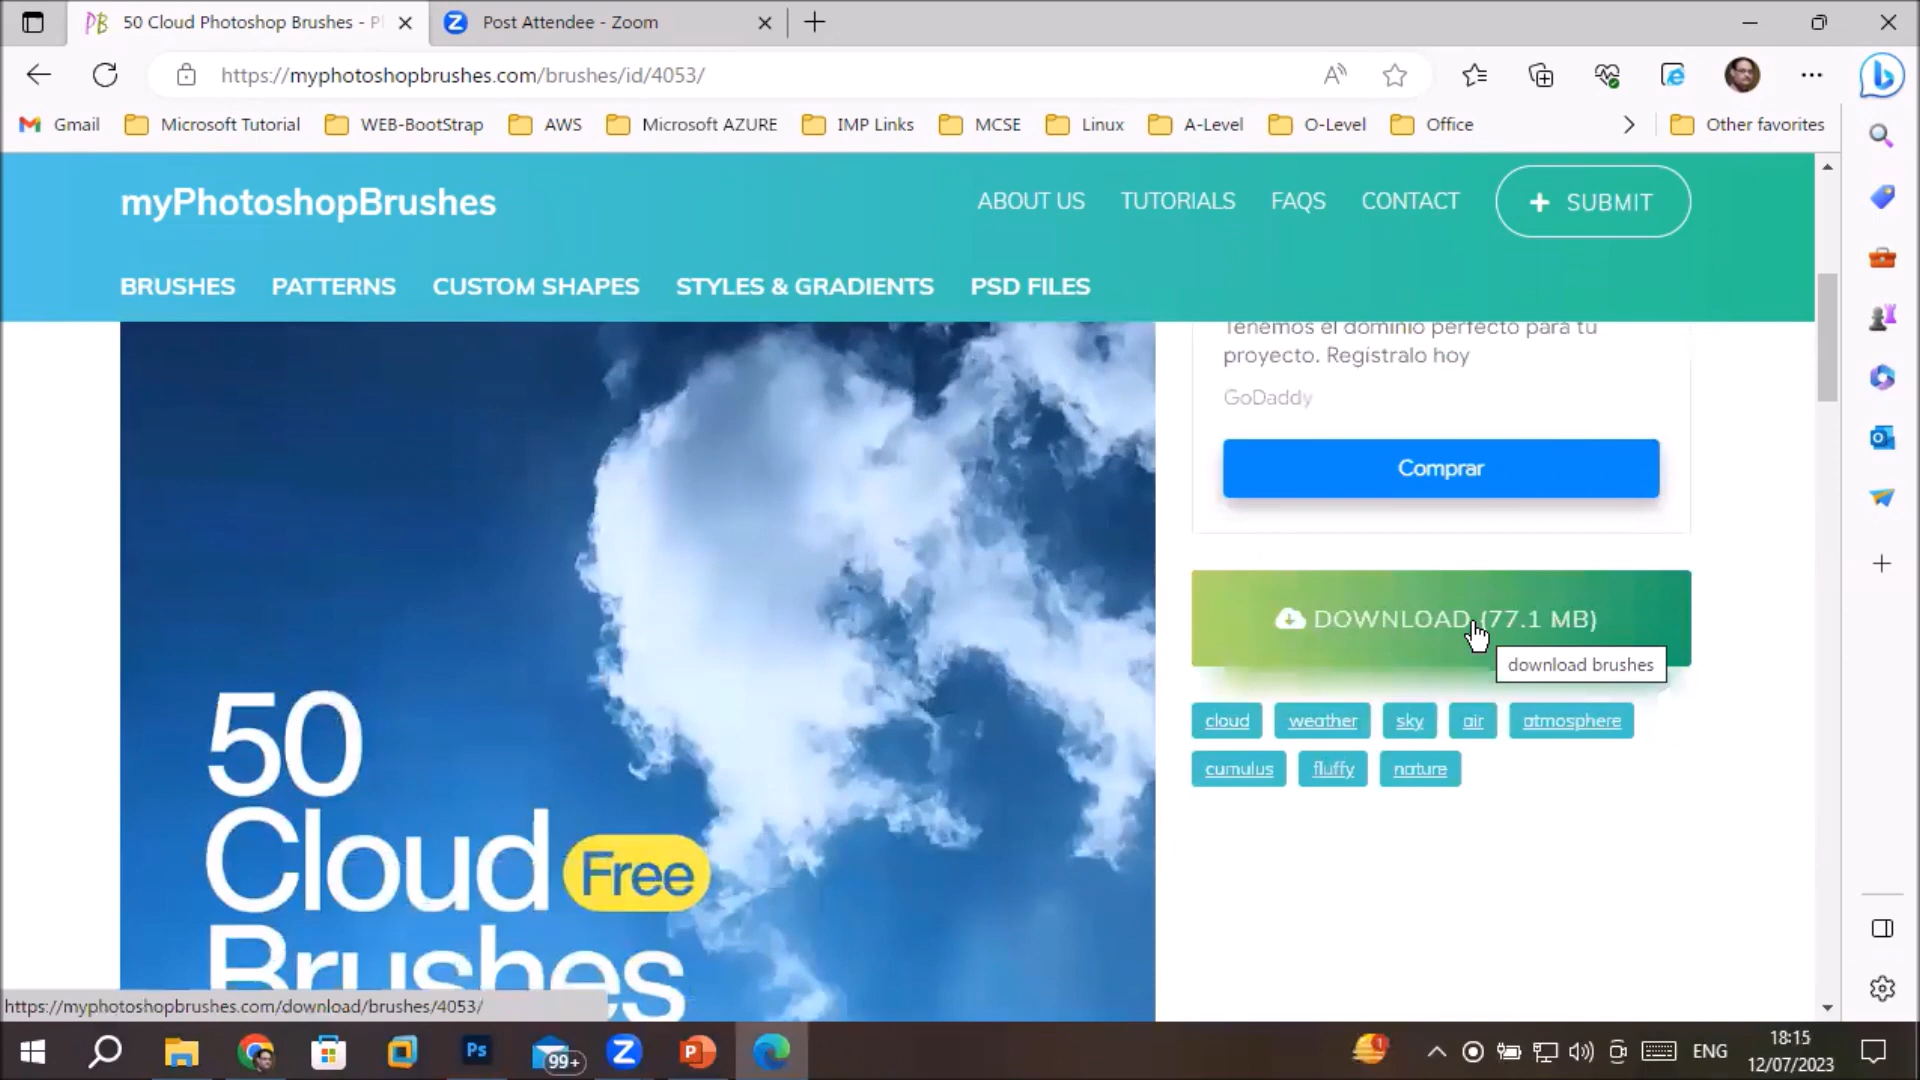 50 Cloud Photoshop Brushes - P
Post Attendee - Zoom
https://myphotoshopbrushes.com/brushes/id/4053/
Gmail
Microsoft Tutorial
WEB-BootStrap
AWS
Microsoft AZURE
IMP Links
MCSE
Linux
A-Level
O-Level
Office
Other favorites
myPhotoshopBrushes
ABOUT US
TUTORIALS
FAQS
CONTACT
+ SUBMIT
BRUSHES
PATTERNS
CUSTOM SHAPES
STYLES & GRADIENTS
PSD FILES
Tenemos el dominio perfecto para tu
proyecto. Regístralo hoy
GoDaddy
Comprar
DOWNLOAD (77.1 MB)
download brushes
cloud weather sky air atmosphere
cumulus fluffy nature
50
Cloud Free
Brushes
https://myphotoshopbrushes.com/download/brushes/4053/
Ps
99+
1
ENG
18:15
12/07/2023